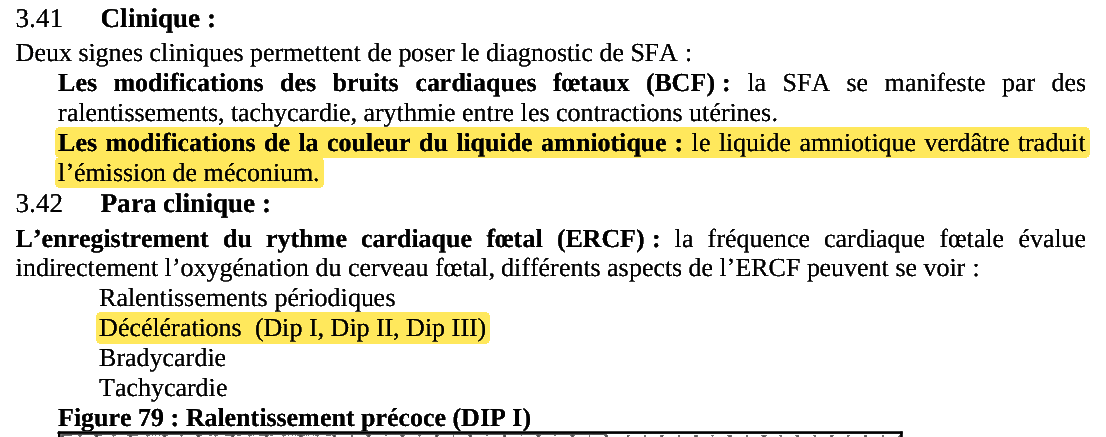 3.41 Clinique :
Deux signes cliniques permettent de poser le diagnostic de SFA :
Les modifications des bruits cardiaques fœtaux (BCF) : la SFA se manifeste par des
ralentissements, tachycardie, arythmie entre les contractions utérines.
Les modifications de la couleur du liquide amniotique : le liquide amniotique verdâtre traduit
l'émission de méconium.
3.42 Para clinique :
L'enregistrement du rythme cardiaque fœtal (ERCF) : la fréquence cardiaque fœtale évalue
indirectement l'oxygénation du cerveau fœtal, différents aspects de l'ERCF peuvent se voir :
Ralentissements périodiques
Décélérations (Dip I, Dip II, Dip III)
Bradycardie
Tachycardie
Figure 79 : Ralentissement précoce (DIP I)